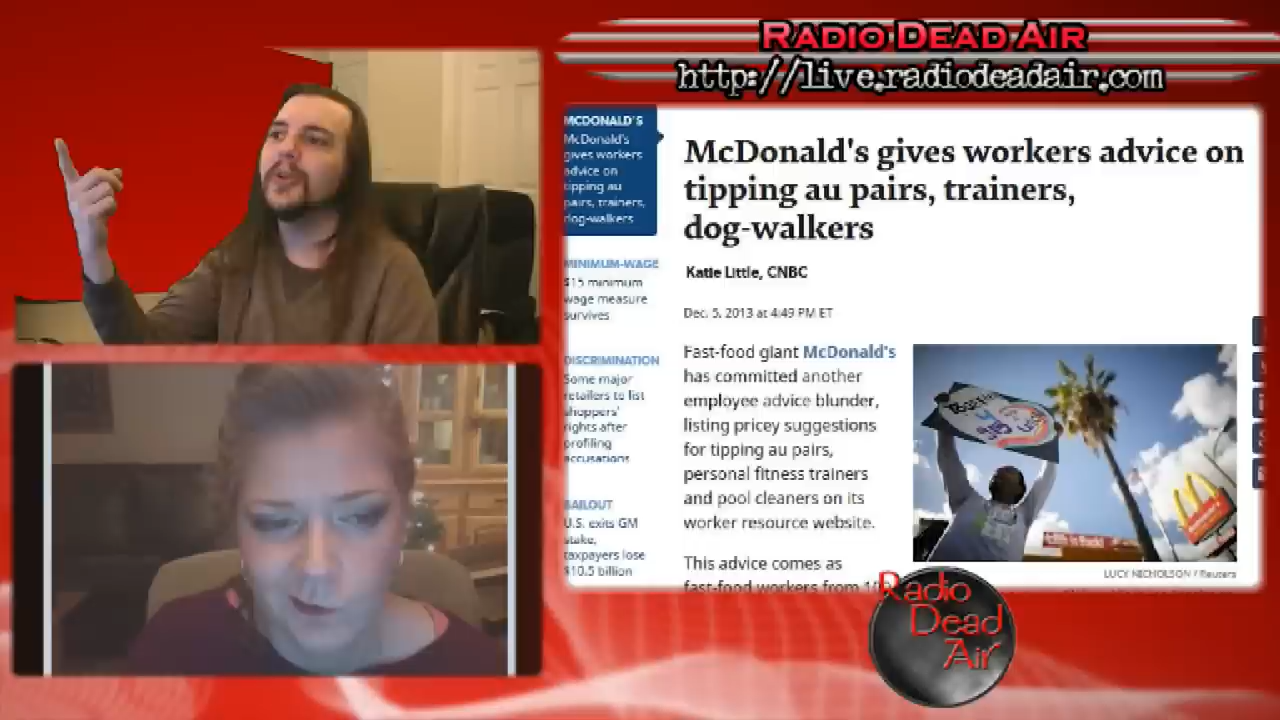 RADIO DEAD AIR
http://live.radiodeadair.com
MCDONALD'S
McDonald's
gives workers
advice on
tipping au
pairs, trainers,
dog-walkers
MINIMUM-WAGE
$15 minimum
wage measure
survives
DISCRIMINATION
Some major
retailers to list
shoppers'
rights after
profiling
accusations
BAILOUT
U.S. exits GM
stake,
taxpayers lose
$10.5 billion
McDonald's gives workers advice on
tipping au pairs, trainers,
dog-walkers
Katie Little, CNBC
Dec. 5, 2013 at 4:49 PM ET
Fast-food giant McDonald's
has committed another
employee advice blunder,
listing pricey suggestions
for tipping au pairs,
personal fitness trainers
and pool cleaners on its
worker resource website.
This advice comes as
fast-food workers from
LUCY NICHOLSON / Reuters
McDonald's
Radio
Dead
Air